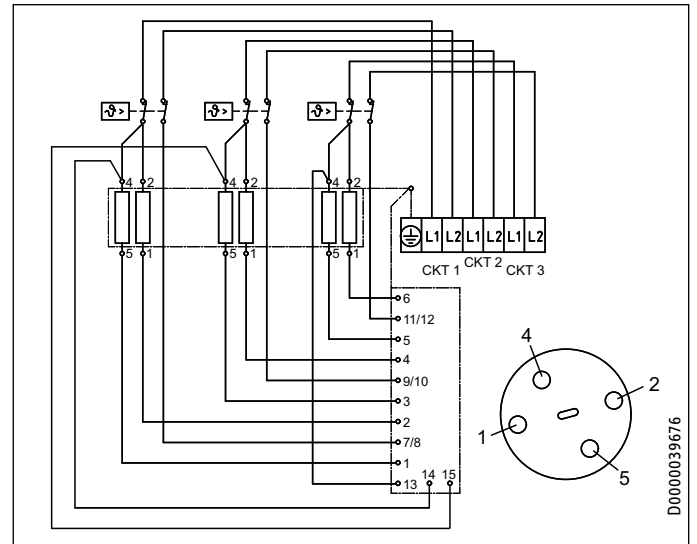 ϑ> ϑ> ϑ>
4 2 4 2 4 2
5 1 5 1 5 1
L1 L2 L1 L2 L1 L2
CKT 1 CKT 2 CKT 3
6
11/12
5
4
9/10
3
2
7/8
1
13 14 15
4
2
1
5
D0000039676